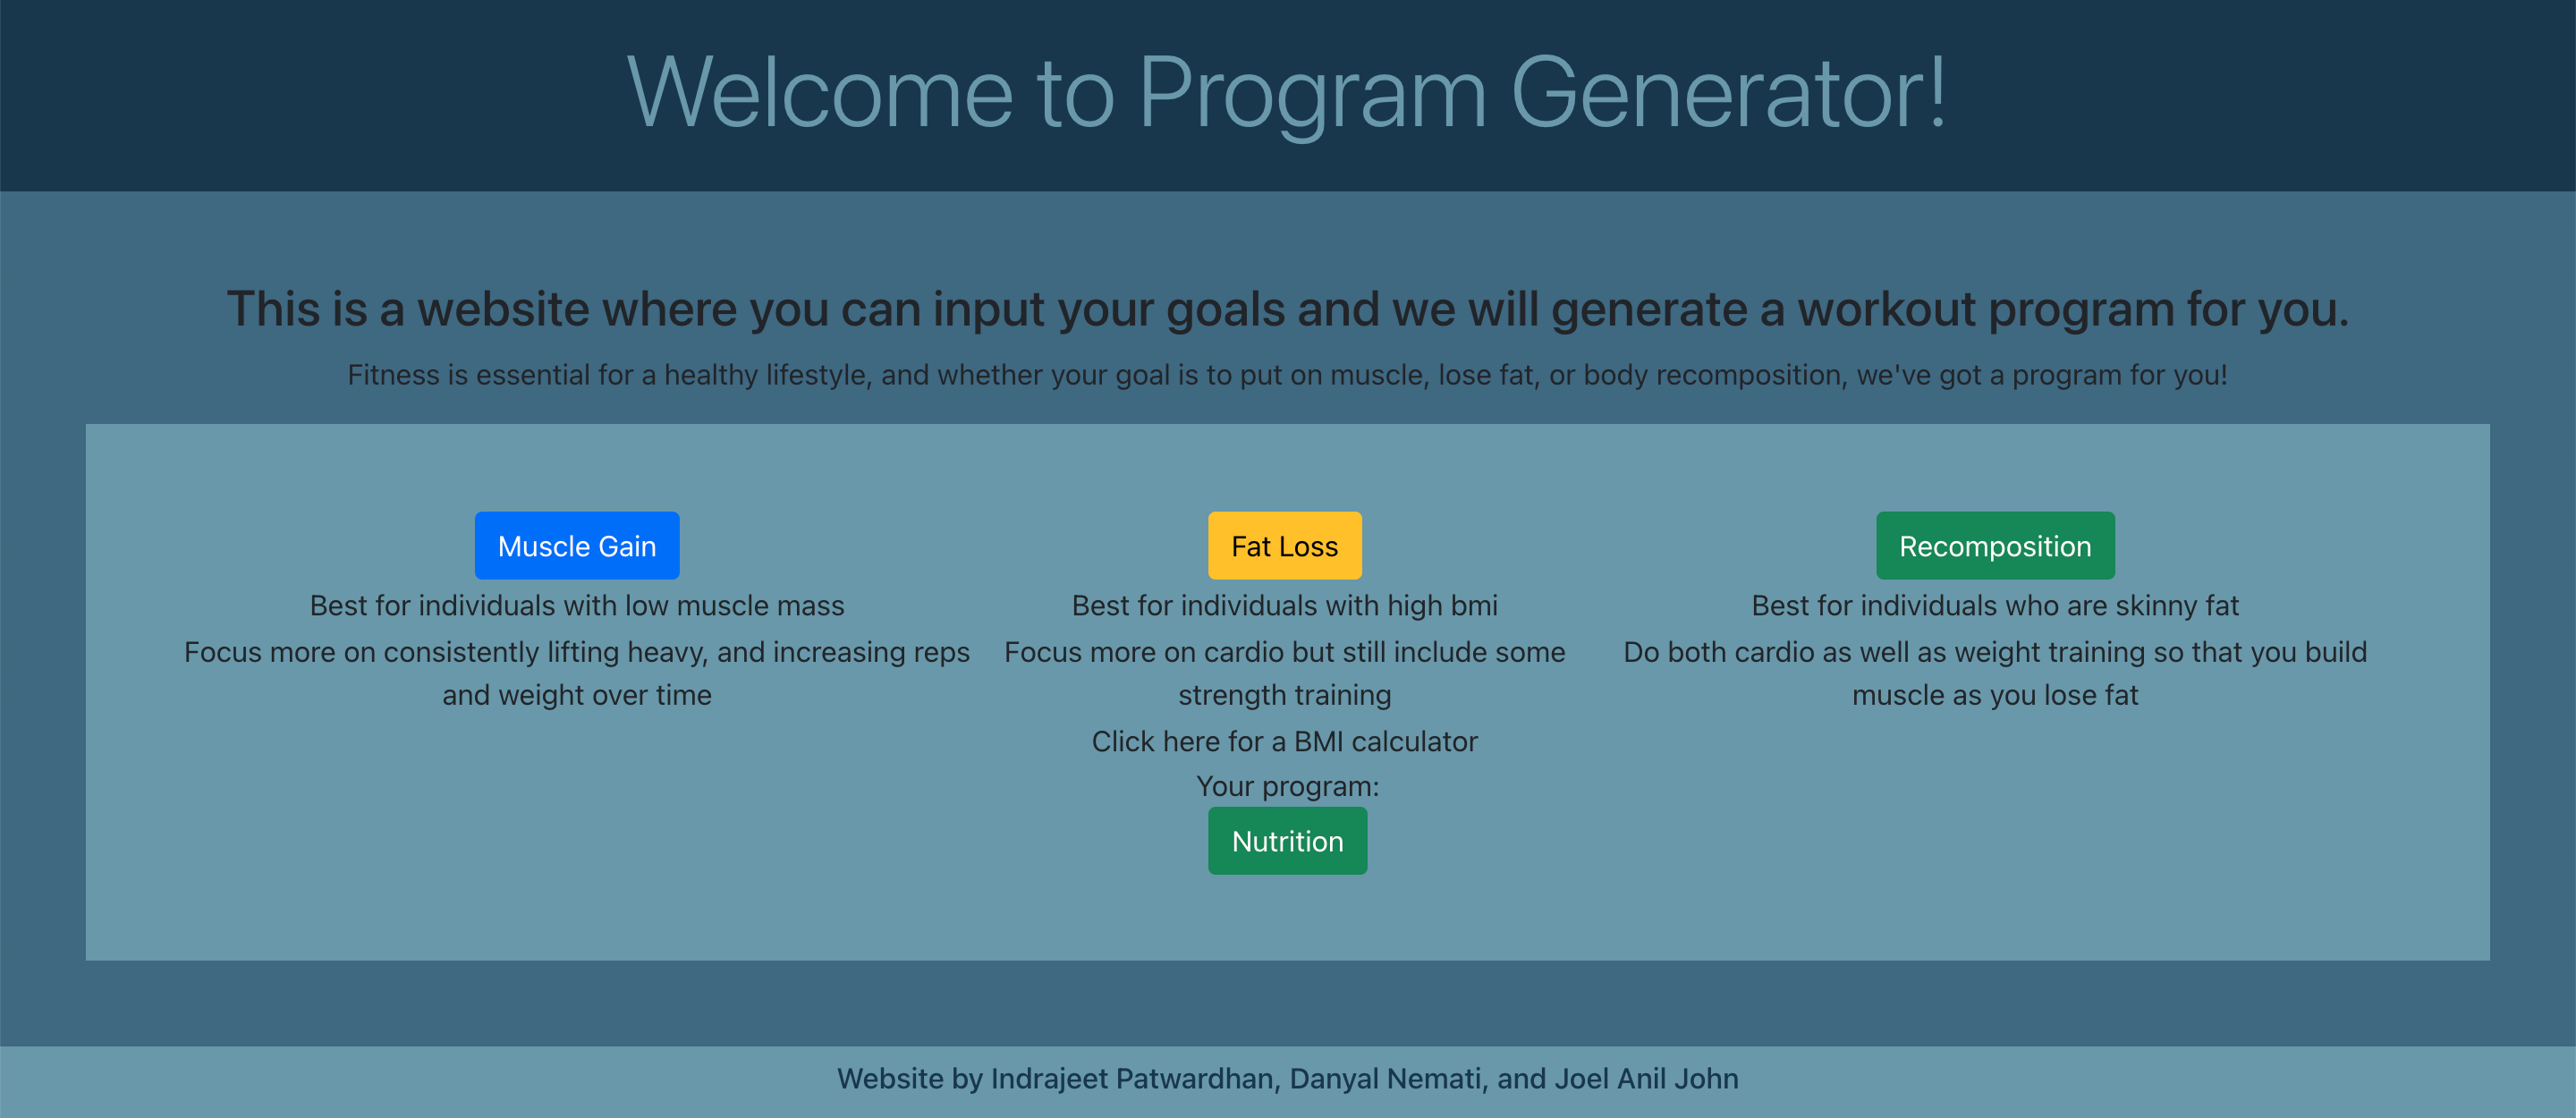 Welcome to Program Generator!
This is a website where you can input your goals and we will generate a workout program for you.
Fitness is essential for a healthy lifestyle, and whether your goal is to put on muscle, lose fat, or body recomposition, we've got a program for you!
Muscle Gain
Best for individuals with low muscle mass
Focus more on consistently lifting heavy, and increasing reps
and weight over time
Fat Loss
Best for individuals with high bmi
Focus more on cardio but still include some
strength training
Click here for a BMI calculator
Your program:
Nutrition
Recomposition
Best for individuals who are skinny fat
Do both cardio as well as weight training so that you build
muscle as you lose fat
Website by Indrajeet Patwardhan, Danyal Nemati, and Joel Anil John